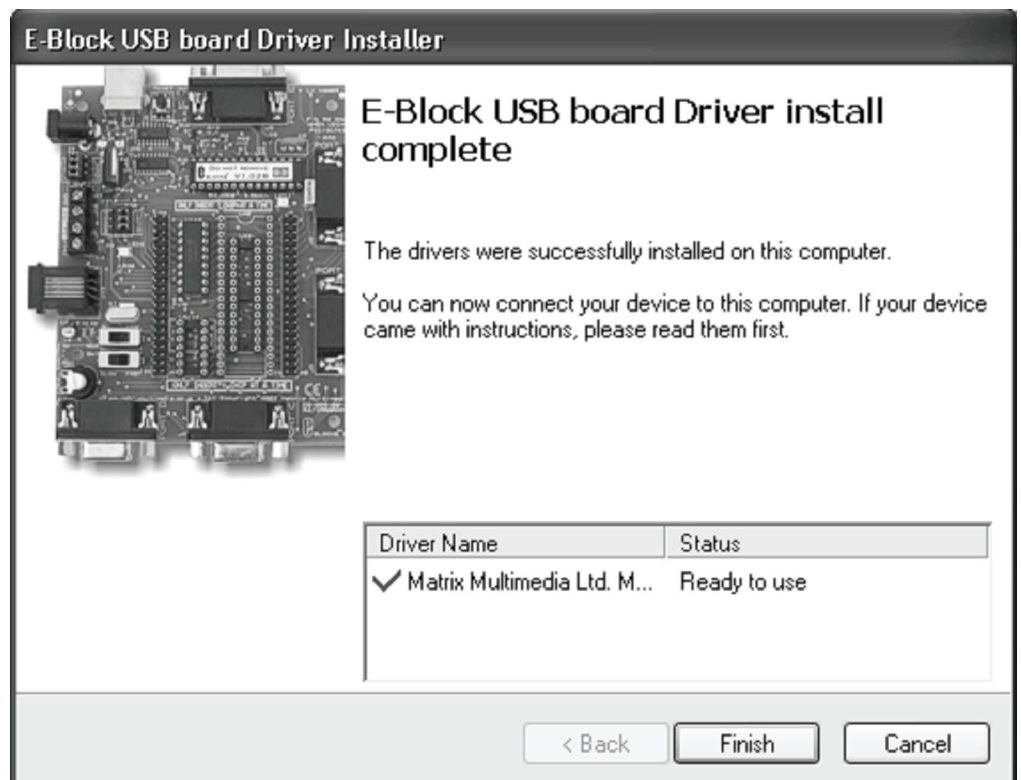 E-Block USB board Driver Installer
E-Block USB board Driver install
complete
The drivers were successfully installed on this computer.
You can now connect your device to this computer. If your device
came with instructions, please read them first.
Driver Name Status
Matrix Multimedia Ltd. M... Ready to use
< Back Finish Cancel